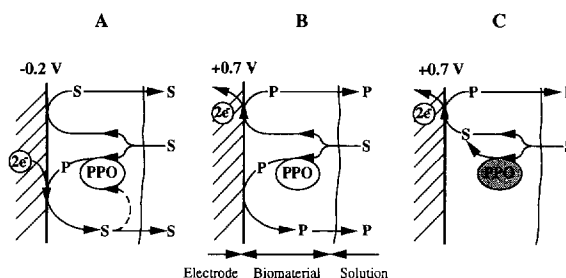 A B C
-0.2 V +0.7 V +0.7 V
S S P P P
2e 2e
S S S S
2e P PPO P PPO PPO
S S P P
Electrode Biomaterial Solution